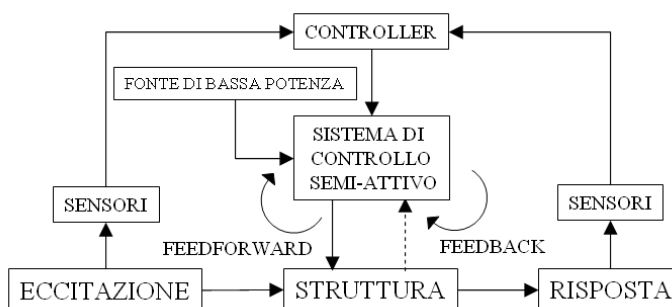 CONTROLLER
FONTE DI BASSA POTENZA
SISTEMA DI
CONTROLLO
SEMI-ATTIVO
SENSORI
SENSORI
FEEDFORWARD
FEEDBACK
ECCITAZIONE
STRUTTURA
RISPOSTA